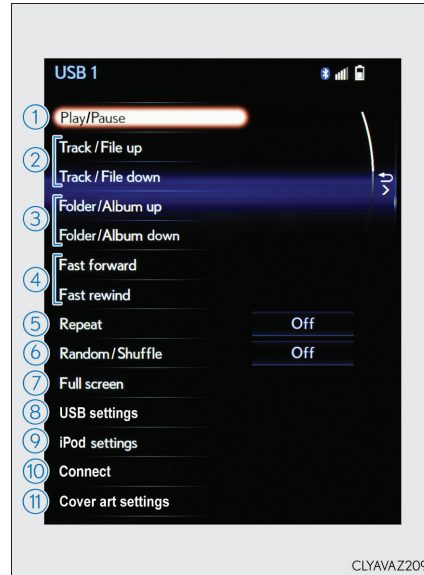 USB 1
1 Play/Pause
2 Track / File up
Track / File down
3 Folder/Album up
Folder/Album down
4 Fast forward
Fast rewind
5 Repeat Off
6 Random / Shuffle Off
7 Full screen
8 USB settings
9 iPod settings
10 Connect
11 Cover art settings
CLYAVAZ209